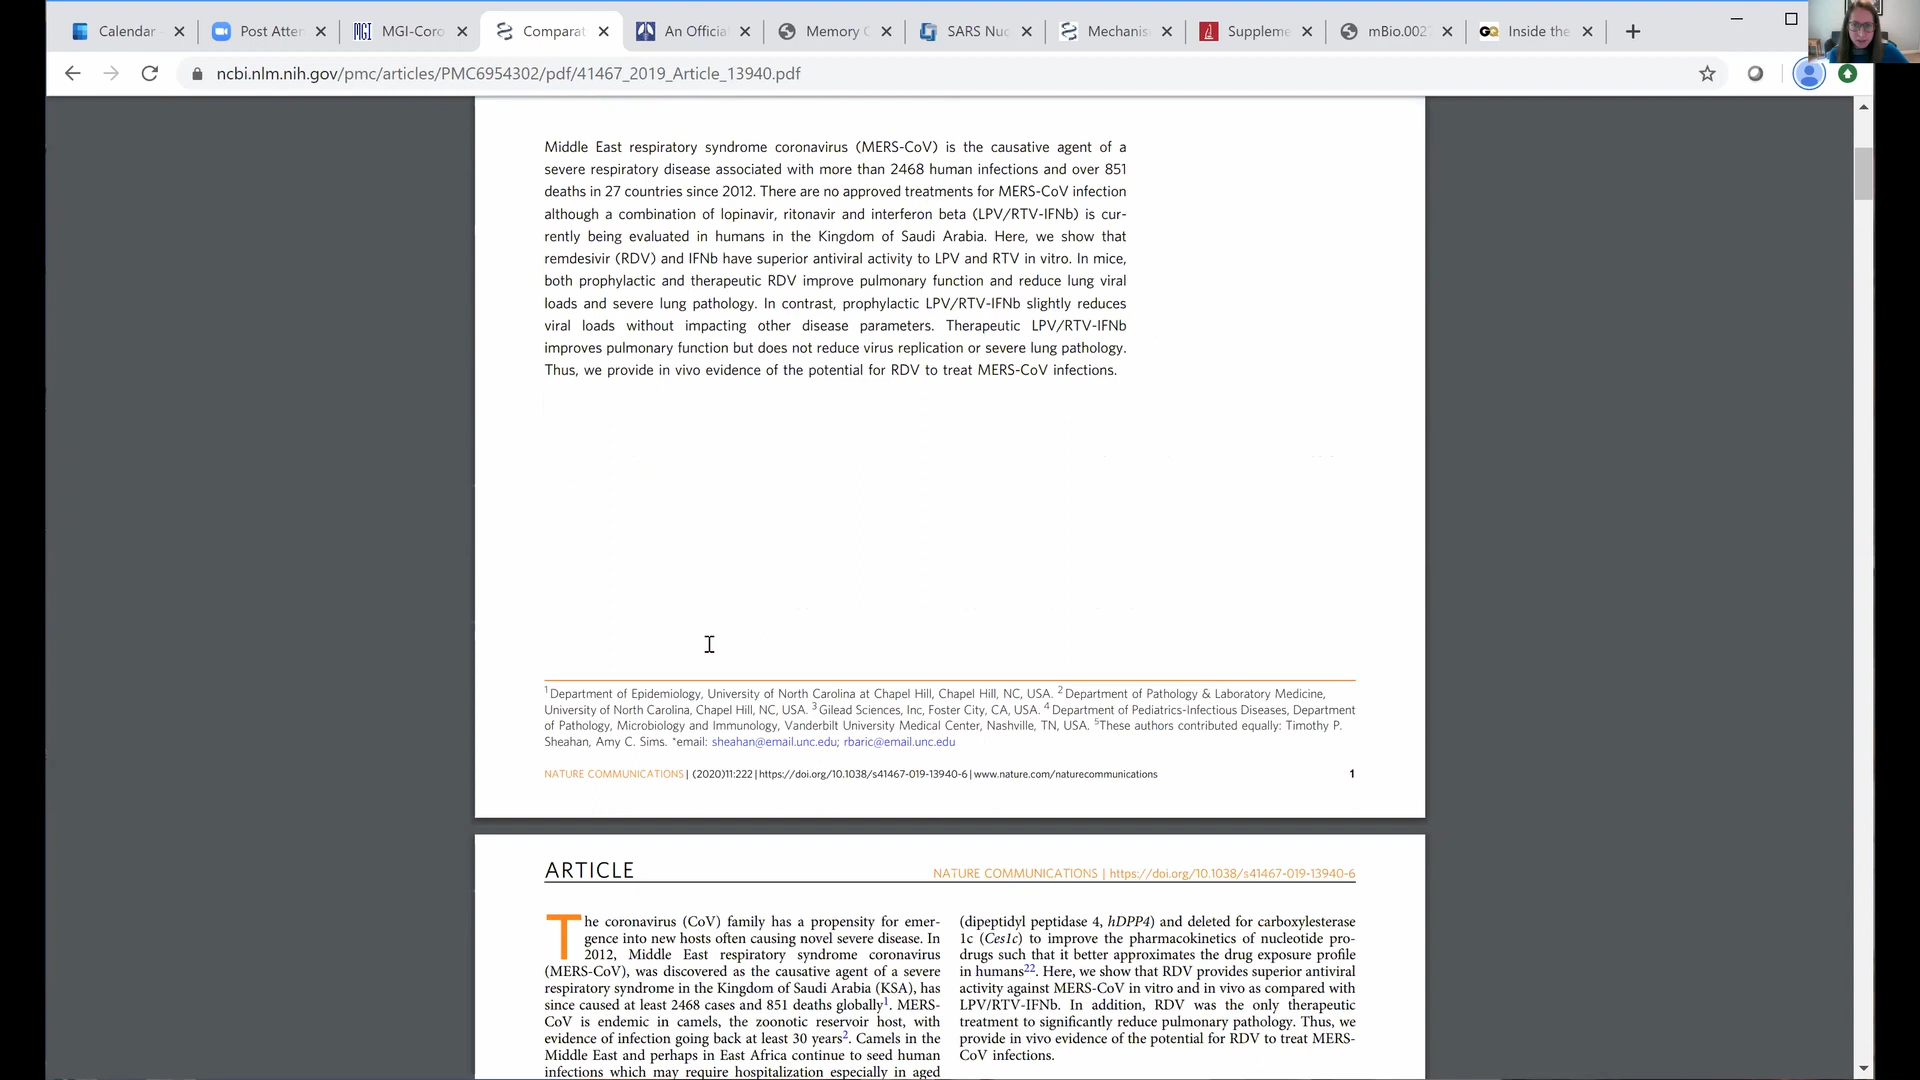 Calendar
Post Atten
MGI MGI-Coro
Comparat
An Officia
Memory C
SARS Nuc
Mechanis
Suppleme
mBio.002
GQ Inside the
ncbi.nlm.nih.gov/pmc/articles/PMC6954302/pdf/41467_2019_Article_13940.pdf
Middle East respiratory syndrome coronavirus (MERS-CoV) is the causative agent of a
severe respiratory disease associated with more than 2468 human infections and over 851
deaths in 27 countries since 2012. There are no approved treatments for MERS-CoV infection
although a combination of lopinavir, ritonavir and interferon beta (LPV/RTV-IFNb) is cur-
rently being evaluated in humans in the Kingdom of Saudi Arabia. Here, we show that
remdesivir (RDV) and IFNb have superior antiviral activity to LPV and RTV in vitro. In mice,
both prophylactic and therapeutic RDV improve pulmonary function and reduce lung viral
loads and severe lung pathology. In contrast, prophylactic LPV/RTV-IFNb slightly reduces
viral loads without impacting other disease parameters. Therapeutic LPV/RTV-IFNb
improves pulmonary function but does not reduce virus replication or severe lung pathology.
Thus, we provide in vivo evidence of the potential for RDV to treat MERS-CoV infections.
1 Department of Epidemiology, University of North Carolina at Chapel Hill, Chapel Hill, NC, USA. 2 Department of Pathology & Laboratory Medicine,
University of North Carolina, Chapel Hill, NC, USA. 3 Gilead Sciences, Inc, Foster City, CA, USA. 4 Department of Pediatrics-Infectious Diseases, Department
of Pathology, Microbiology and Immunology, Vanderbilt University Medical Center, Nashville, TN, USA. 5These authors contributed equally: Timothy P.
Sheahan, Amy C. Sims. *email: sheahan@email.unc.edu; rbaric@email.unc.edu
NATURE COMMUNICATIONS | (2020)11:222 | https://doi.org/10.1038/s41467-019-13940-6 | www.nature.com/naturecommunications 1
ARTICLE NATURE COMMUNICATIONS | https://doi.org/10.1038/s41467-019-13940-6
The coronavirus (CoV) family has a propensity for emer-
gence into new hosts often causing novel severe disease. In
2012, Middle East respiratory syndrome coronavirus
(MERS-CoV), was discovered as the causative agent of a severe
respiratory syndrome in the Kingdom of Saudi Arabia (KSA), has
since caused at least 2468 cases and 851 deaths globally1. MERS-
CoV is endemic in camels, the zoonotic reservoir host, with
evidence of infection going back at least 30 years2. Camels in the
Middle East and perhaps in East Africa continue to seed human
infections which may require hospitalization especially in aged
(dipeptidyl peptidase 4, hDPP4) and deleted for carboxylesterase
1c (Ces1c) to improve the pharmacokinetics of nucleotide pro-
drugs such that it better approximates the drug exposure profile
in humans22. Here, we show that RDV provides superior antiviral
activity against MERS-CoV in vitro and in vivo as compared with
LPV/RTV-IFNb. In addition, RDV was the only therapeutic
treatment to significantly reduce pulmonary pathology. Thus, we
provide in vivo evidence of the potential for RDV to treat MERS-
CoV infections.